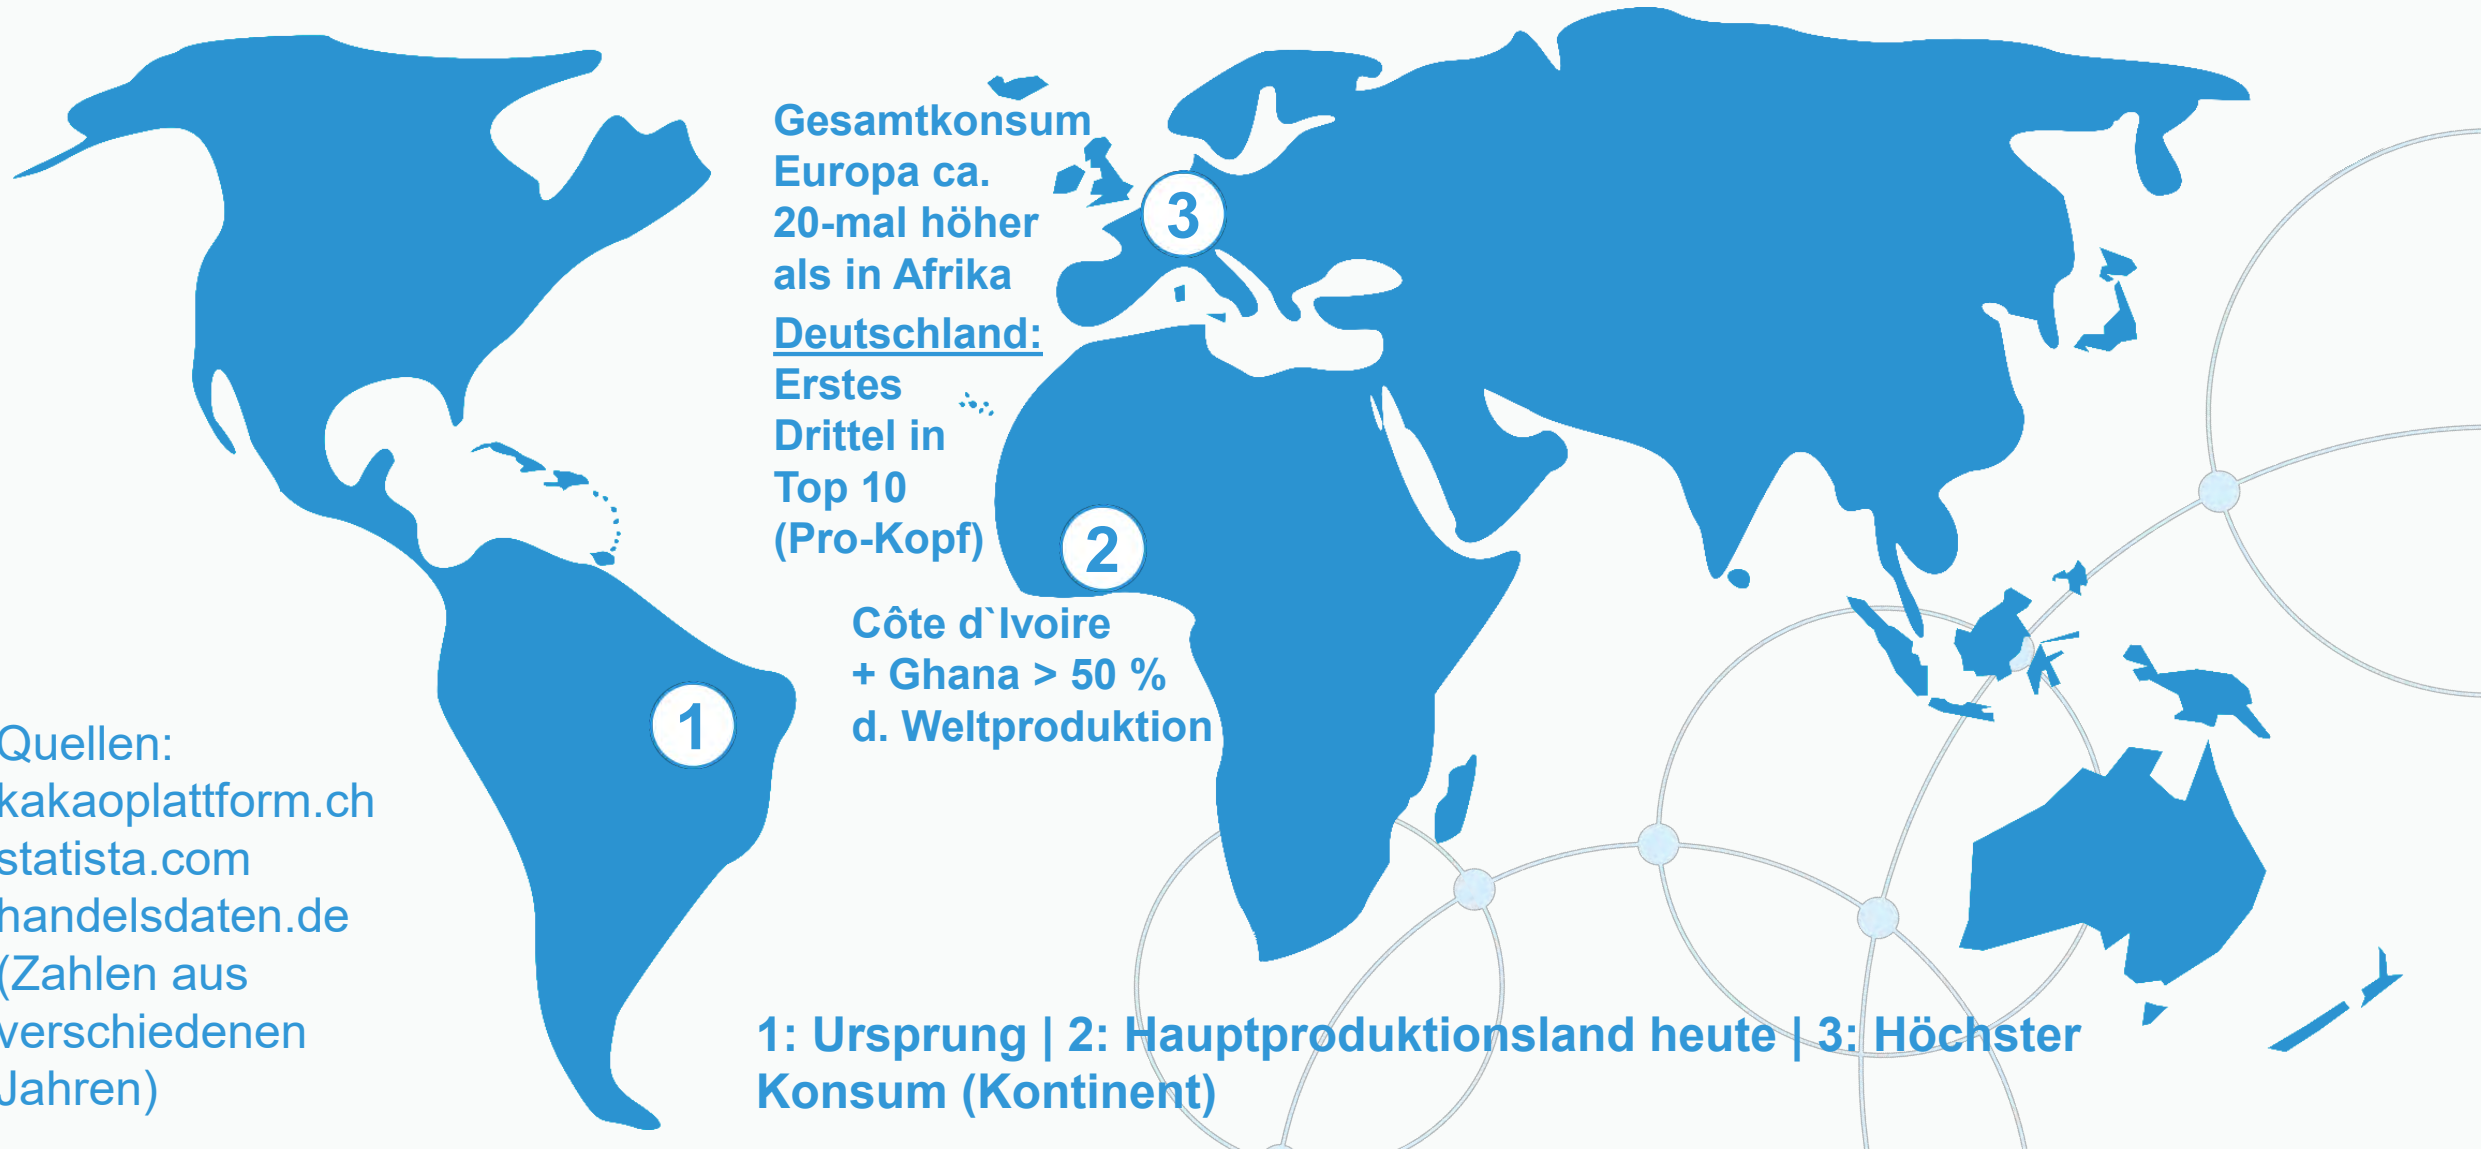 Gesamtkonsum
Europa ca.
20-mal höher
als in Afrika
Deutschland:
Erstes
Drittel in
Top 10
(Pro-Kopf)
3
2
Côte d`Ivoire
+ Ghana > 50 %
d. Weltproduktion
1
Quellen:
kakaoplattform.ch
statista.com
handelsdaten.de
(Zahlen aus
verschiedenen
Jahren)
1: Ursprung | 2: Hauptproduktionsland heute | 3: Höchster
Konsum (Kontinent)